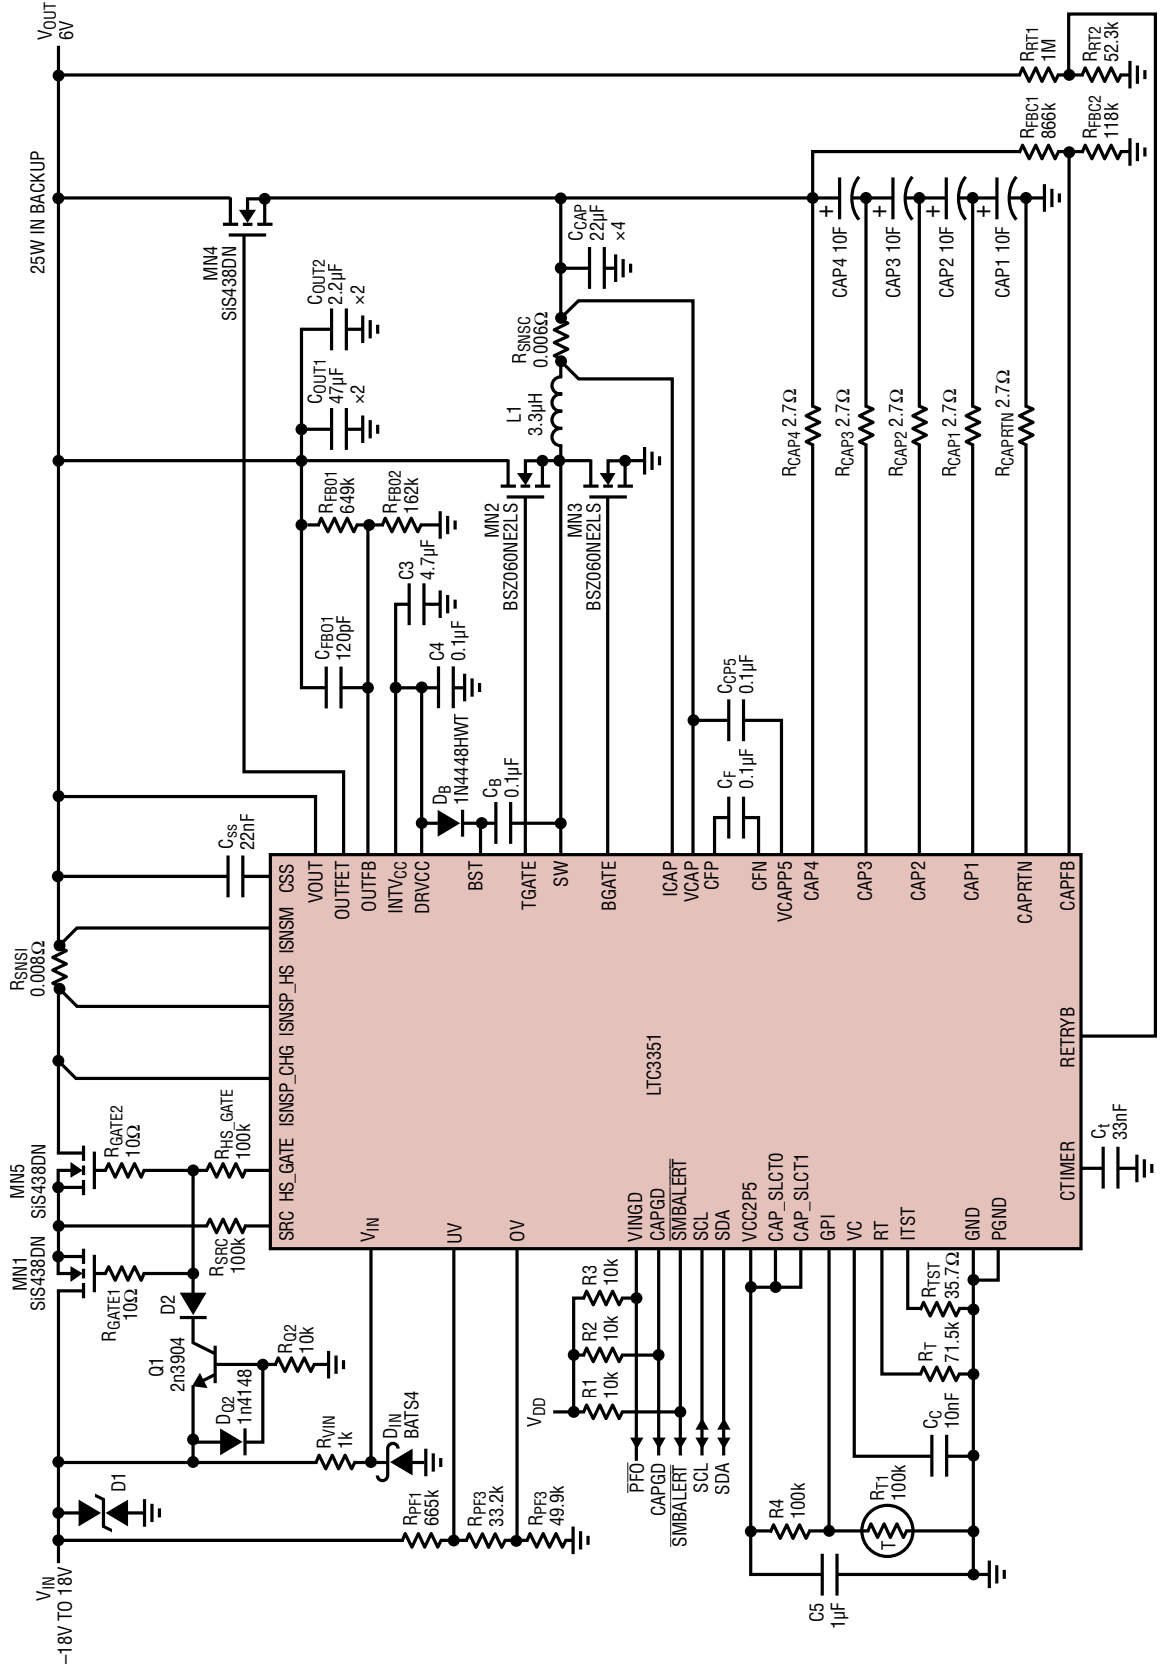 VIN
–18V TO 18V
D1
MN1
SiS438DN
MN5
SiS438DN
RSNSI
0.008Ω
25W IN BACKUP
VOUT
6V
RGATE1
10Ω
RGATE2
10Ω
D2
Q1
2n3904
DQ2
1n4148
RQ2
10k
RSRC
100k
RHS_GATE
100k
CSS
22nF
MN4
SiS438DN
RVIN
1k
DIN
BATS4
RPF1
665k
RPF3
33.2k
RPF3
49.9k
SRC
HS_GATE
ISNSP_CHG
ISNSP_HS
ISNSM
CSS
VIN
UV
OV
VINGD
CAPGD
SMBALERT
SCL
SDA
VCC2P5
CAP_SLCT0
CAP_SLCT1
GPI
VC
RT
ITST
GND
PGND
LTC3351
VOUT
OUTFET
OUTFB
INTVCC
DRVCC
BST
TGATE
SW
BGATE
ICAP
VCAP
CFP
CFN
VCAPP5
CAP4
CAP3
CAP2
CAP1
CAPRTN
CAPFB
CTIMER
RETRYB
VDD
R1
10k
R2
10k
R3
10k
PFO
CAPGD
SMBALERT
SCL
SDA
C5
1µF
R4
100k
RT1
100k
T
CC
10nF
RT
71.5k
RTST
35.7Ω
Ct
33nF
CFBO1
120pF
RFBO1
649k
RFBO2
162k
COUT1
47µF
×2
COUT2
2.2µF
×2
C3
4.7µF
C4
0.1µF
DB
1N4448HWT
CB
0.1µF
MN2
BSZ060NE2LS
MN3
BSZ060NE2LS
L1
3.3µH
RSNSC
0.006Ω
CCAP
22µF
×4
CF
0.1µF
CCP5
0.1µF
RCAP4 2.7Ω
RCAP3 2.7Ω
RCAP2 2.7Ω
RCAP1 2.7Ω
RCAPRTN 2.7Ω
+
CAP4 10F
+
CAP3 10F
+
CAP2 10F
+
CAP1 10F
RFBC1
866k
RFBC2
118k
RRT1
1M
RRT2
52.3k